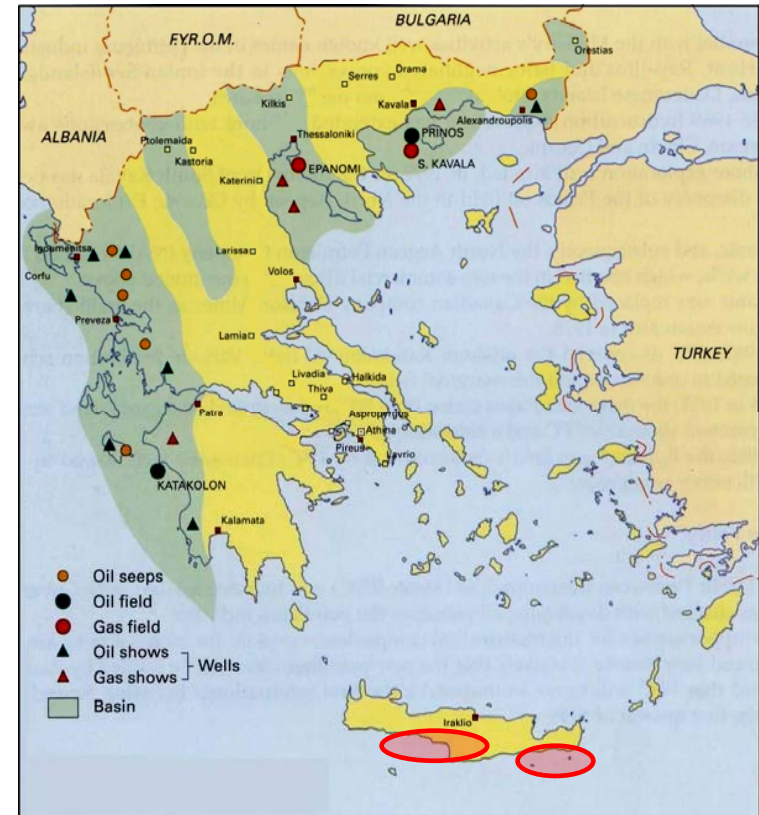 BULGARIA
F.Y.R.O.M.
Orestias
Drama
Serres
Kilkis
Kavala
Alexandroupolis
ALBANIA
Thessaloniki
PRINOS
Ptolemaida
Kastoria
S. KAVALA
EPANOMI
Katerini
Igoumenitsa
Larissa
Corfu
Volos
Preveza
Lamia
TURKEY
Livadia
Halkida
Thiva
Patra
Aspropyrgos
Athina
Pireus
Lavrio
KATAKOLON
Kalamata
Oil seeps
Oil field
Gas field
Oil shows
Wells
Gas shows
Basin
Iraklio